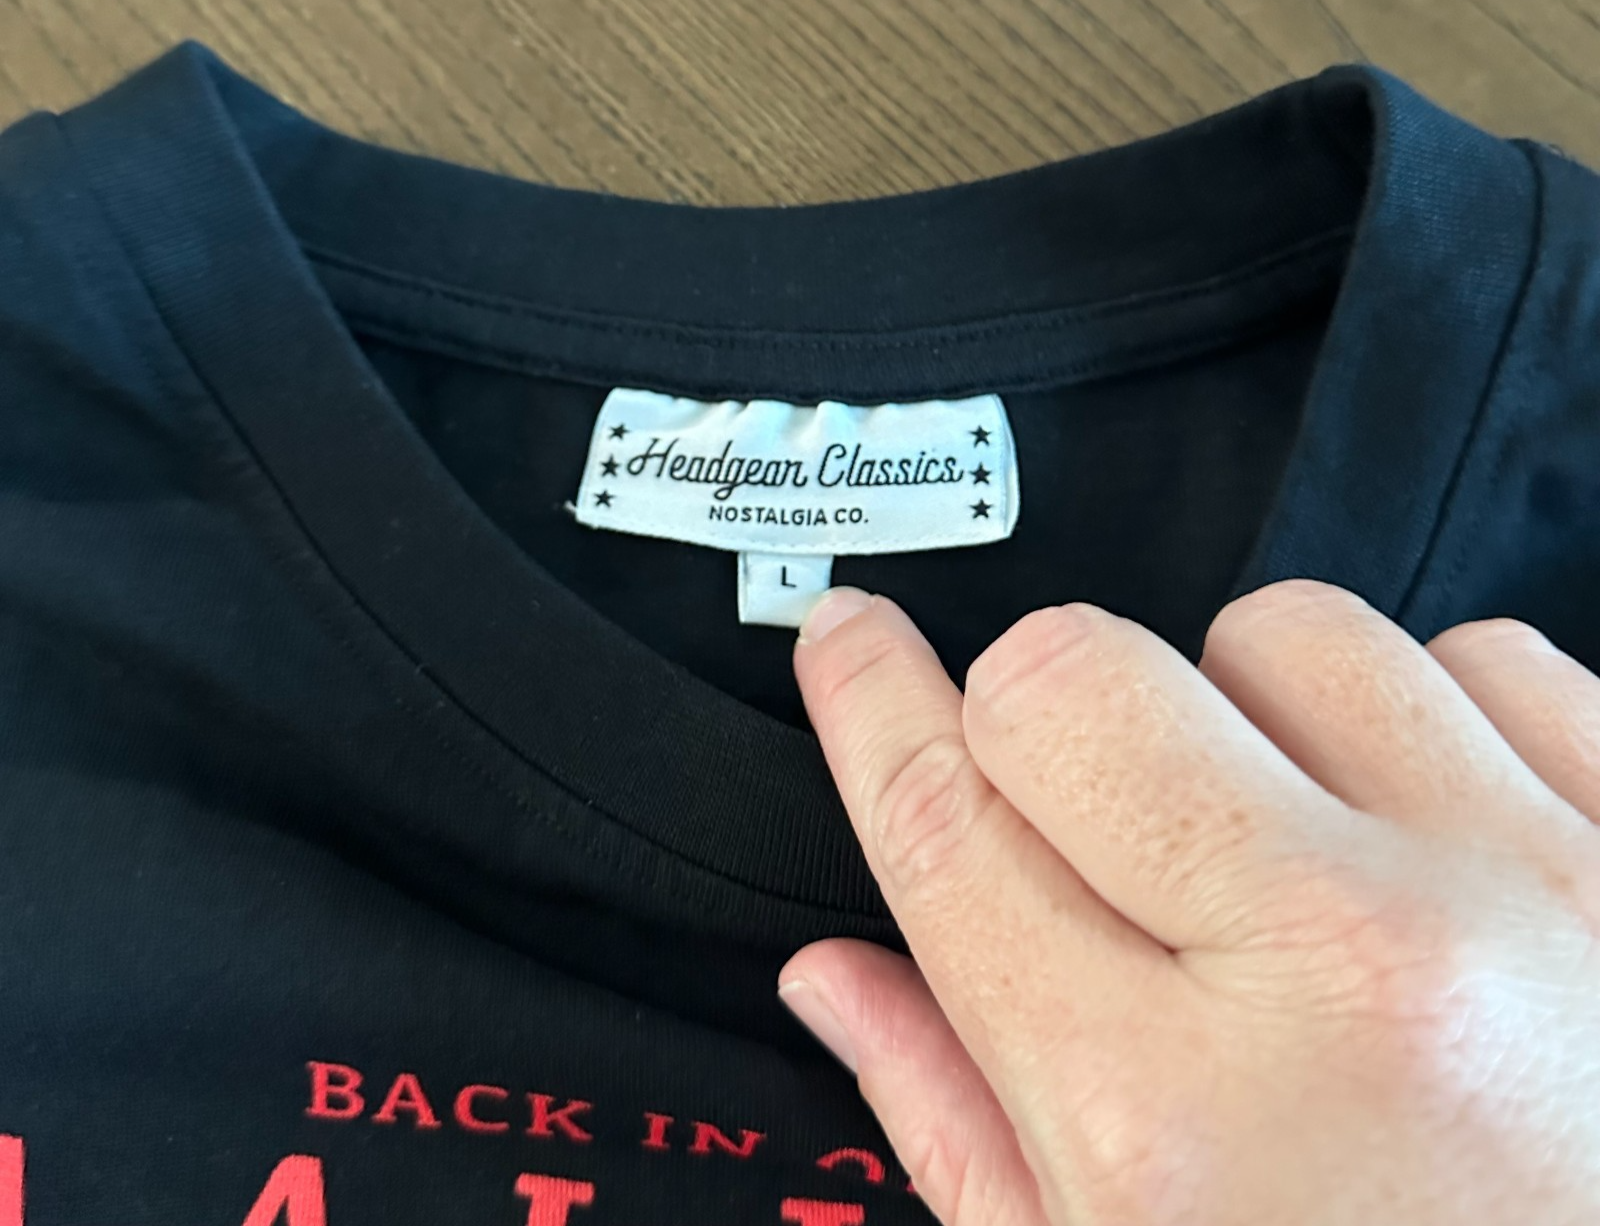 Headgear Classics
NOSTALGIA CO.
L
BACK IN